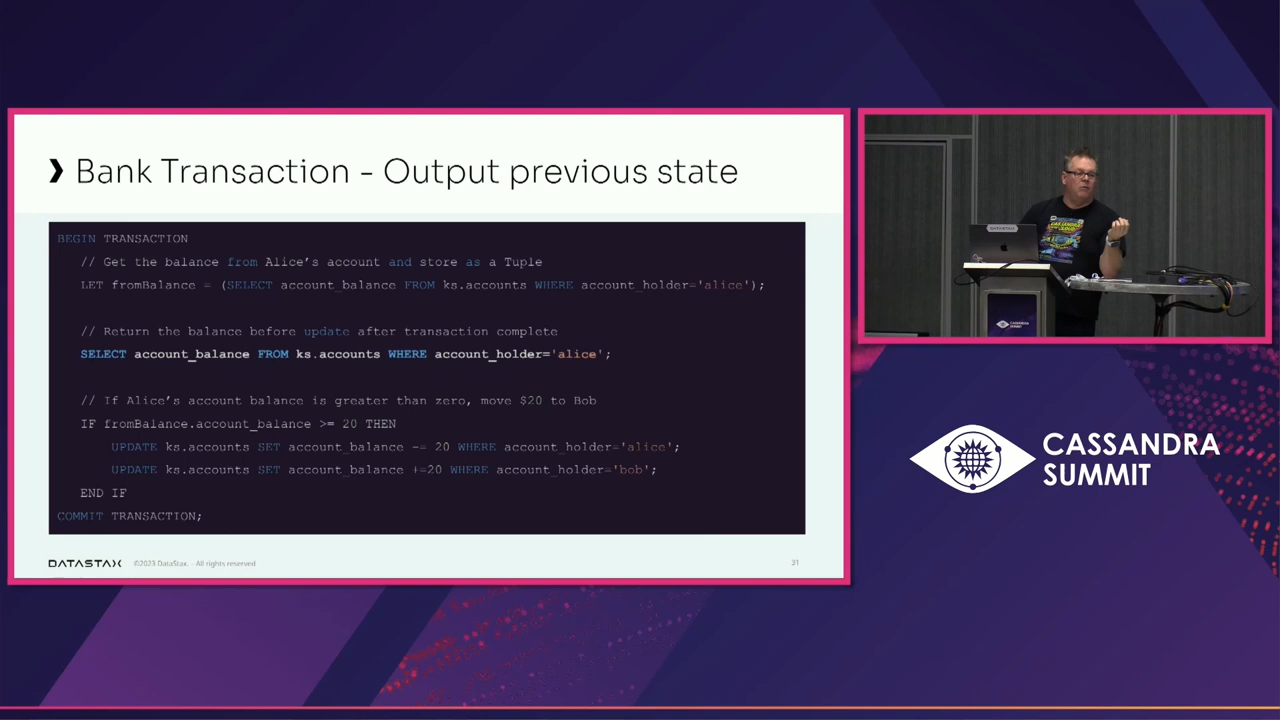 ❯ Bank Transaction - Output previous state
BEGIN TRANSACTION
// Get the balance from Alice's account and store as a Tuple
LET fromBalance = (SELECT account_balance FROM ks.accounts WHERE account_holder='alice');
// Return the balance before update after transaction complete
SELECT account_balance FROM ks.accounts WHERE account_holder='alice';
// If Alice's account balance is greater than zero, move $20 to Bob
IF fromBalance.account_balance >= 20 THEN
UPDATE ks.accounts SET account_balance -= 20 WHERE account_holder='alice';
UPDATE ks.accounts SET account_balance +=20 WHERE account_holder='bob';
END IF
COMMIT TRANSACTION;
DATASTAX ©2023 DataStax. - All rights reserved 31
DATASTAX
CASSANDRA
SUMMIT
CASSANDRA
SUMMIT